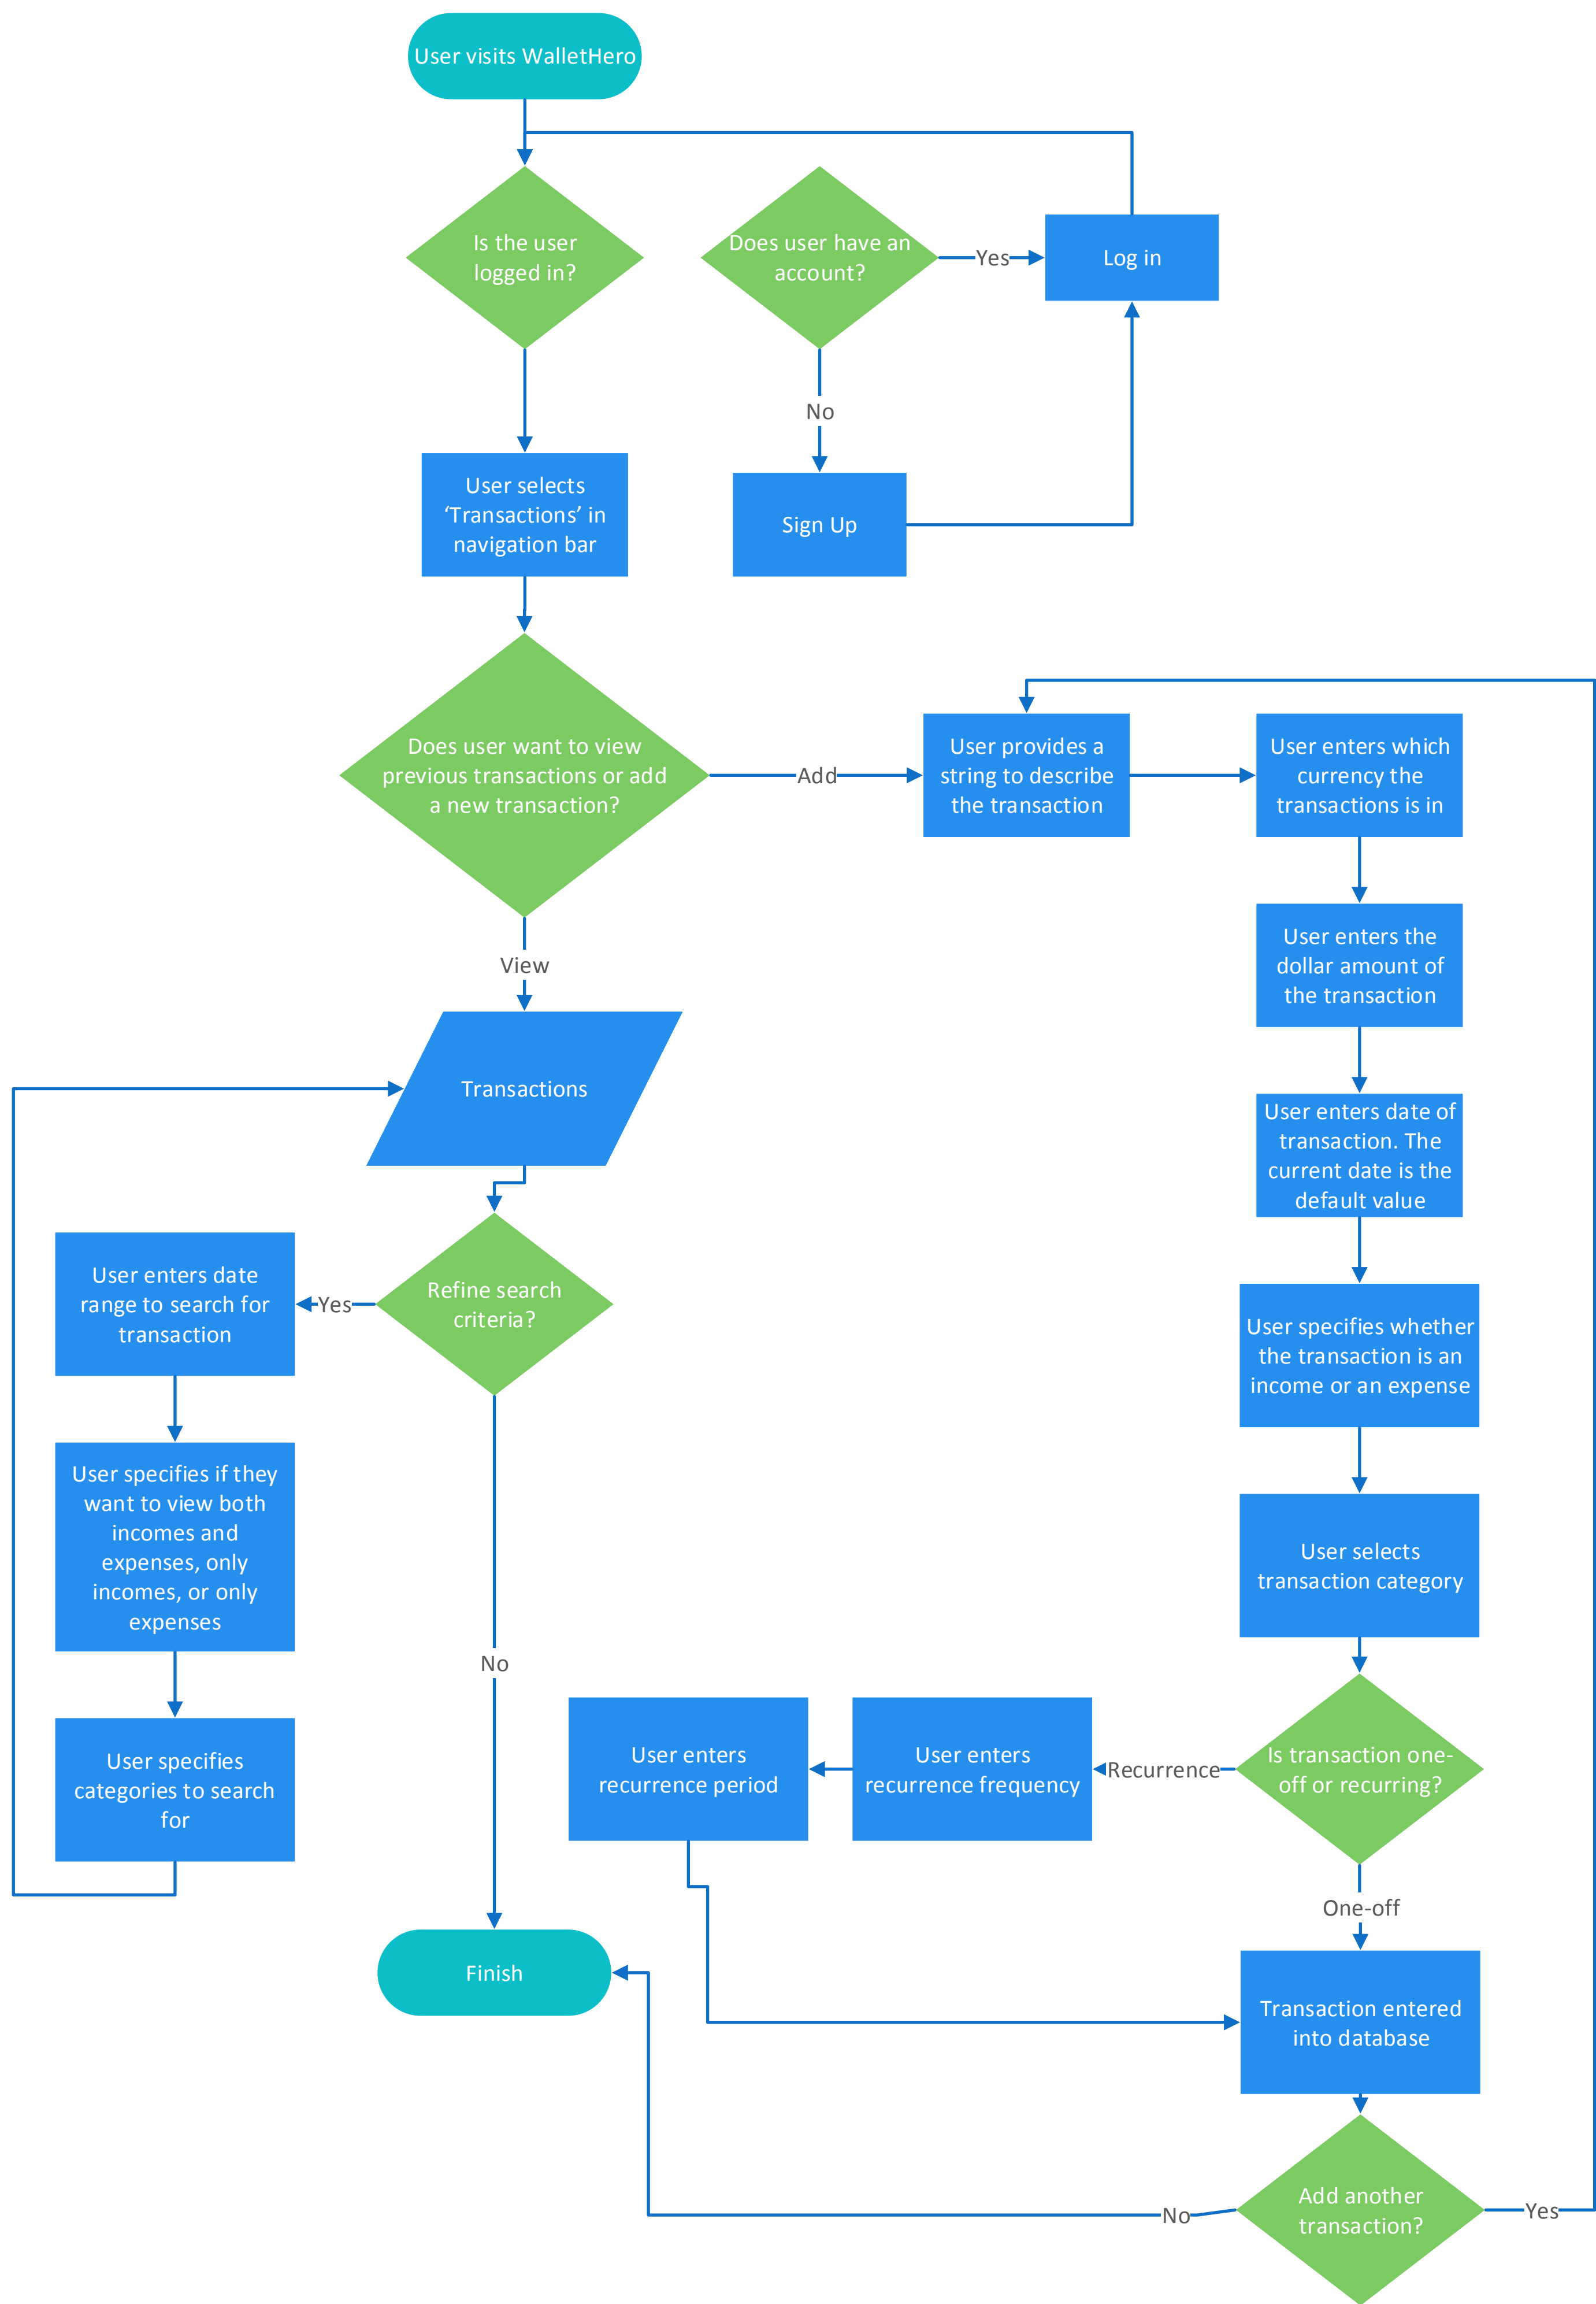 User visits WalletHero
Is the user
logged in?
Does user have an
account?
Yes
Log in
No
User selects
‘Transactions’ in
navigation bar
Sign Up
Does user want to view
previous transactions or add
a new transaction?
Add
User provides a
string to describe
the transaction
User enters which
currency the
transactions is in
View
User enters the
dollar amount of
the transaction
Transactions
User enters date of
transaction. The
current date is the
default value
User enters date
range to search for
transaction
Yes
Refine search
criteria?
User specifies whether
the transaction is an
income or an expense
User specifies if they
want to view both
incomes and
expenses, only
incomes, or only
expenses
User selects
transaction category
No
User specifies
categories to search
for
User enters
recurrence period
User enters
recurrence frequency
Recurrence
Is transaction one-
off or recurring?
One-off
Finish
Transaction entered
into database
No
Add another
transaction?
Yes